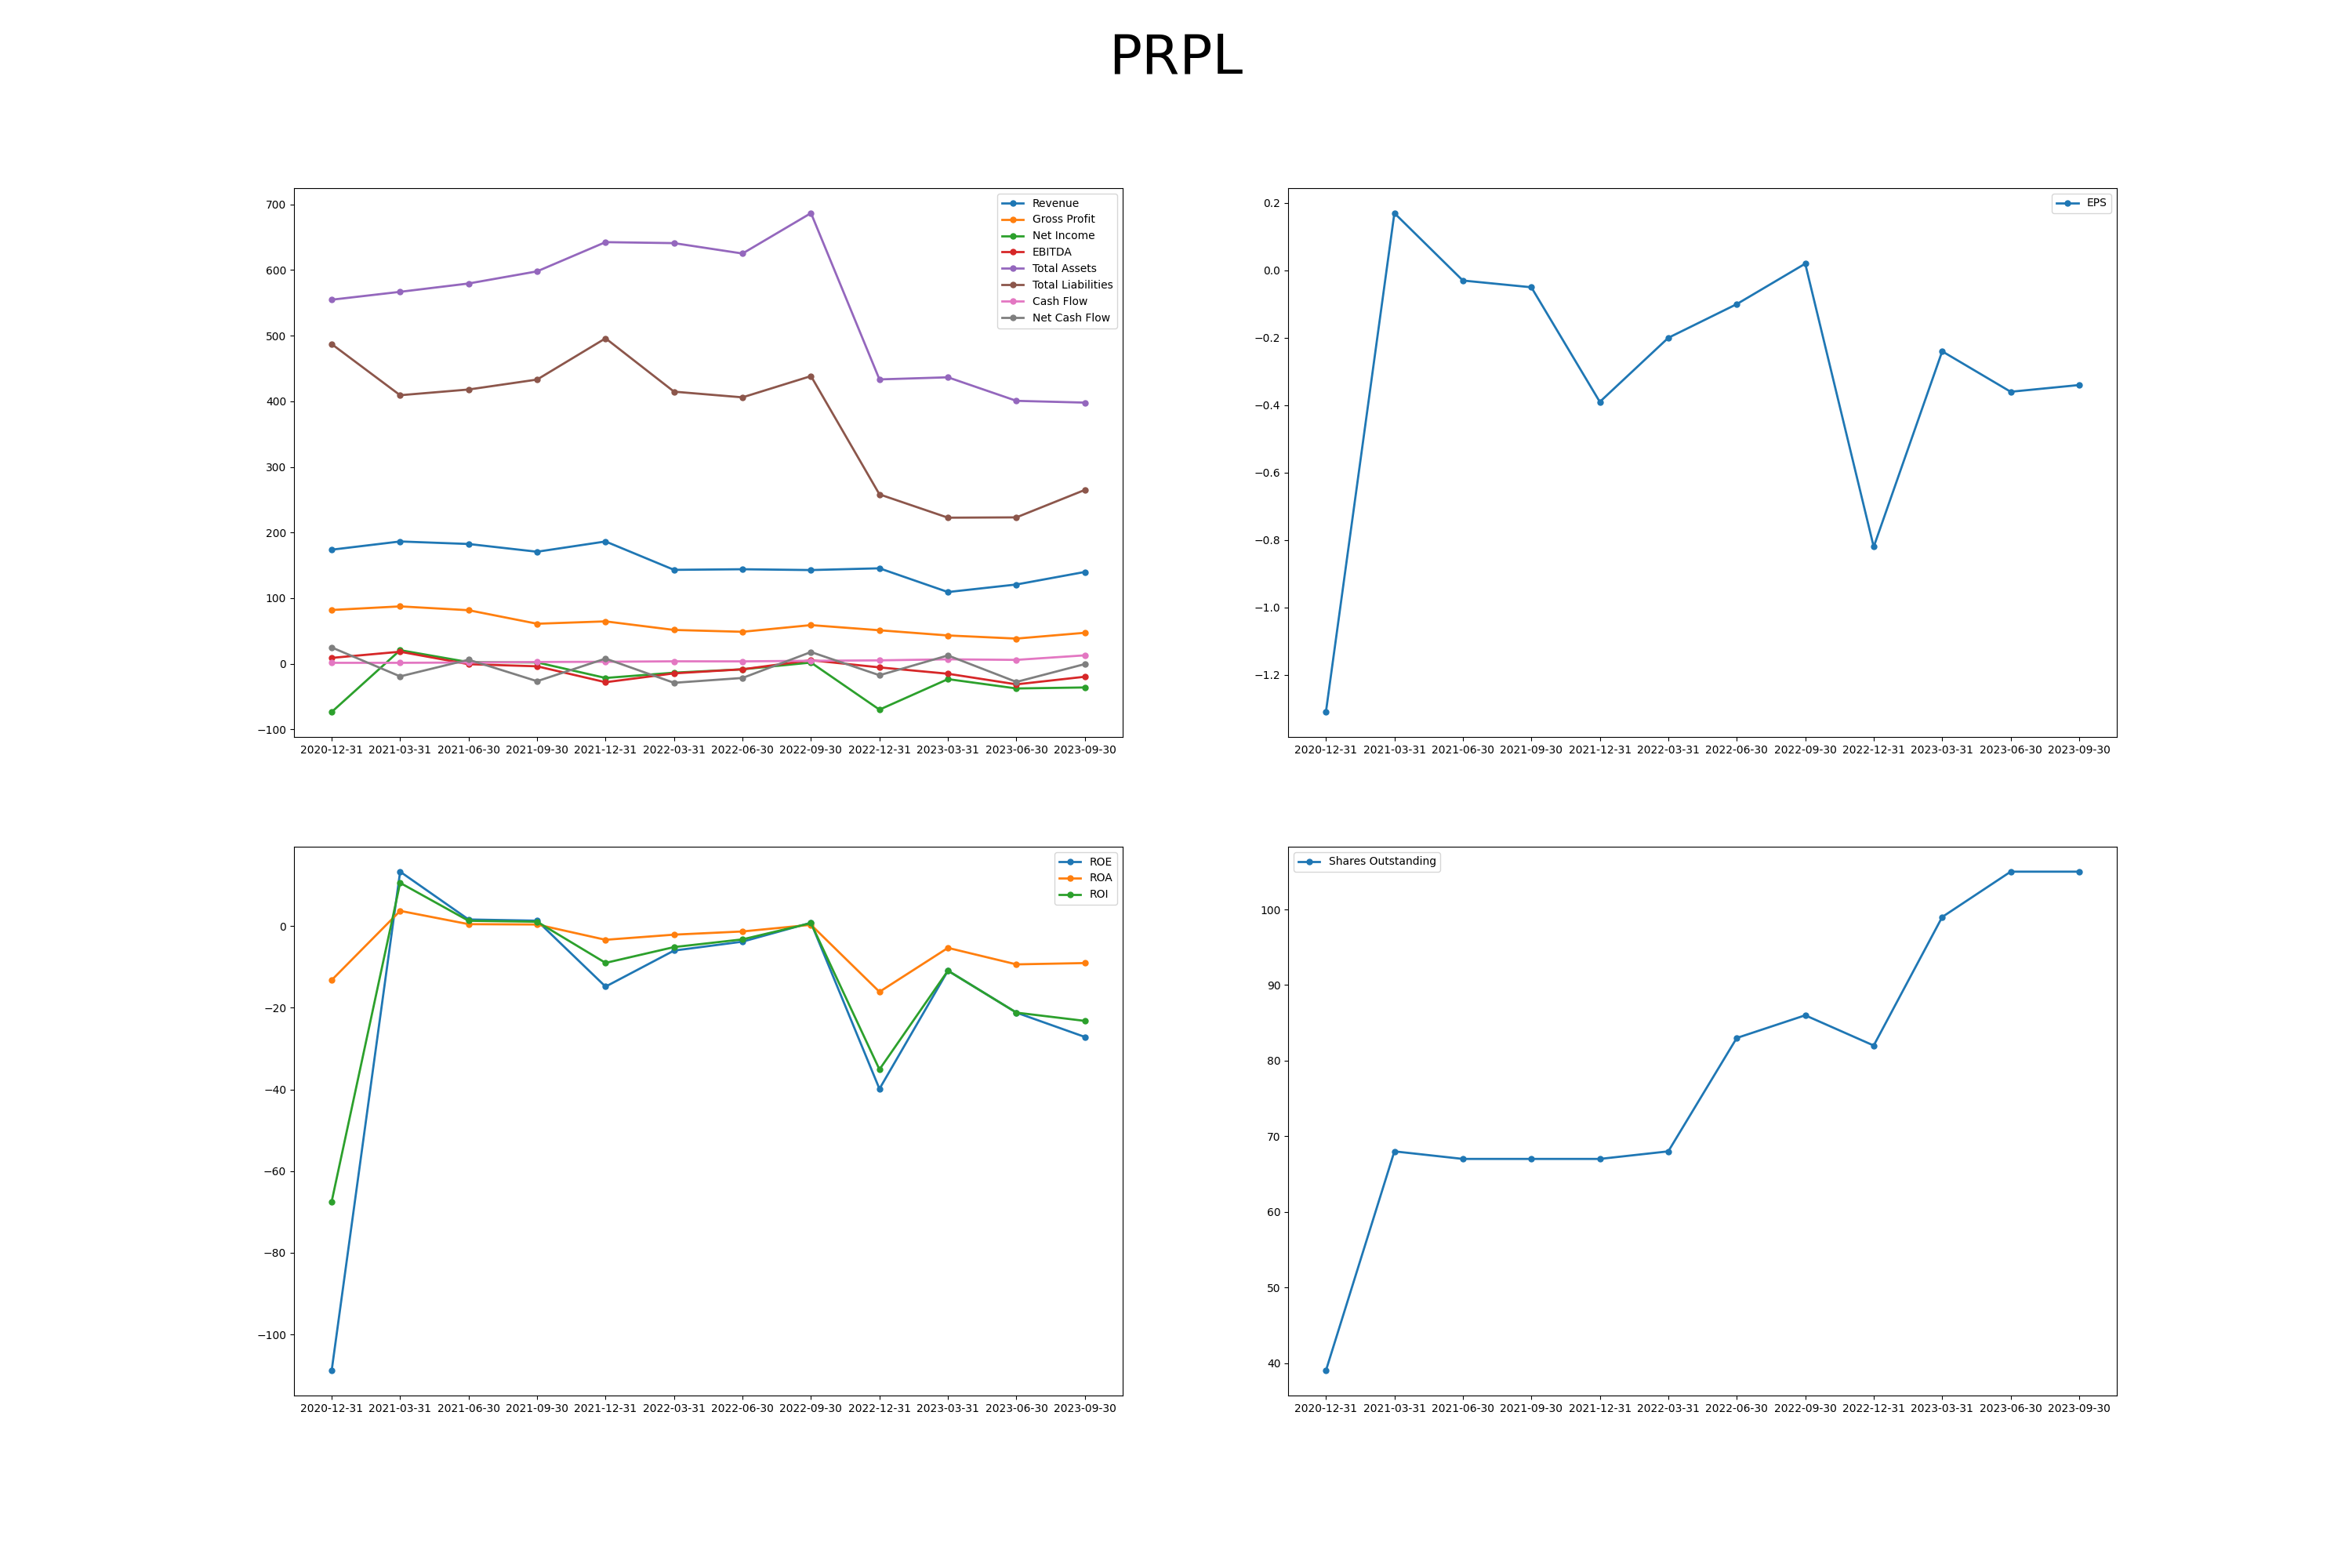 PRPL
700
600
500
400
300
200
100
0
−100
Revenue
Gross Profit
Net Income
EBITDA
Total Assets
Total Liabilities
Cash Flow
Net Cash Flow
2020-12-31 2021-03-31 2021-06-30 2021-09-30 2021-12-31 2022-03-31 2022-06-30 2022-09-30 2022-12-31 2023-03-31 2023-06-30 2023-09-30
0.2
0.0
−0.2
−0.4
−0.6
−0.8
−1.0
−1.2
EPS
2020-12-31 2021-03-31 2021-06-30 2021-09-30 2021-12-31 2022-03-31 2022-06-30 2022-09-30 2022-12-31 2023-03-31 2023-06-30 2023-09-30
0
−20
−40
−60
−80
−100
ROE
ROA
ROI
2020-12-31 2021-03-31 2021-06-30 2021-09-30 2021-12-31 2022-03-31 2022-06-30 2022-09-30 2022-12-31 2023-03-31 2023-06-30 2023-09-30
Shares Outstanding
100
90
80
70
60
50
40
2020-12-31 2021-03-31 2021-06-30 2021-09-30 2021-12-31 2022-03-31 2022-06-30 2022-09-30 2022-12-31 2023-03-31 2023-06-30 2023-09-30